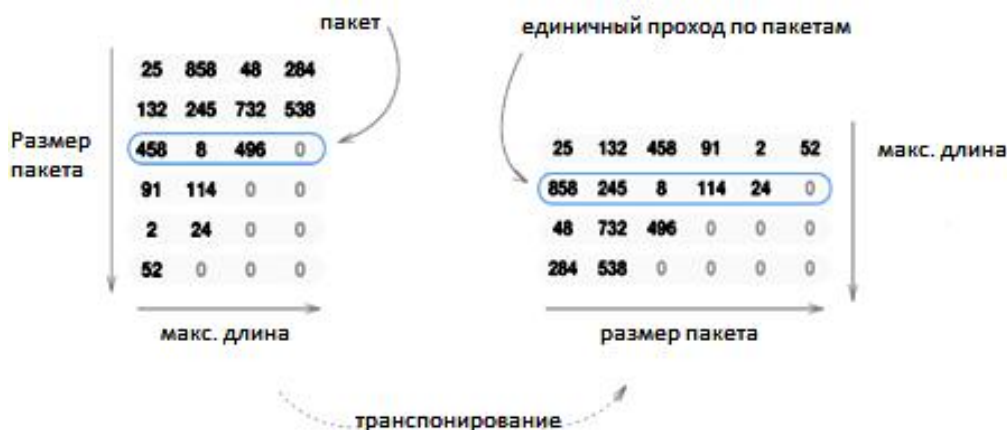 пакет
единичный проход по пакетам
25 858 48 284
132 245 732 538
458 8 496 0
91 114 0 0
2 24 0 0
52 0 0 0
Размер
пакета
макс. длина
25 132 458 91 2 52
858 245 8 114 24 0
48 732 496 0 0 0
284 538 0 0 0 0
макс. длина
размер пакета
транспонирование